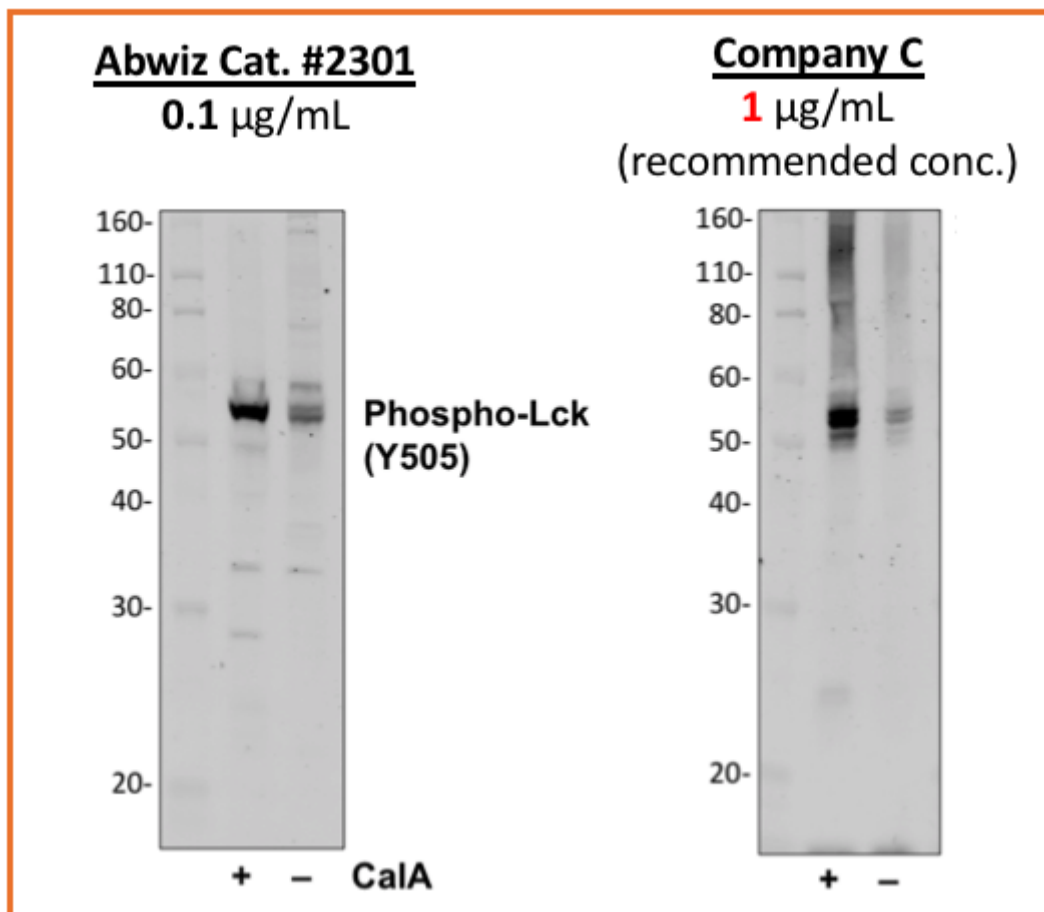 Abwiz Cat. #2301
0.1 µg/mL
160-
110-
80-
60-
50-
40-
30-
20-
Phospho-Lck
(Y505)
+ – CalA
Company C
1 µg/mL
(recommended conc.)
160-
110-
80-
60-
50-
40-
30-
20-
+ –